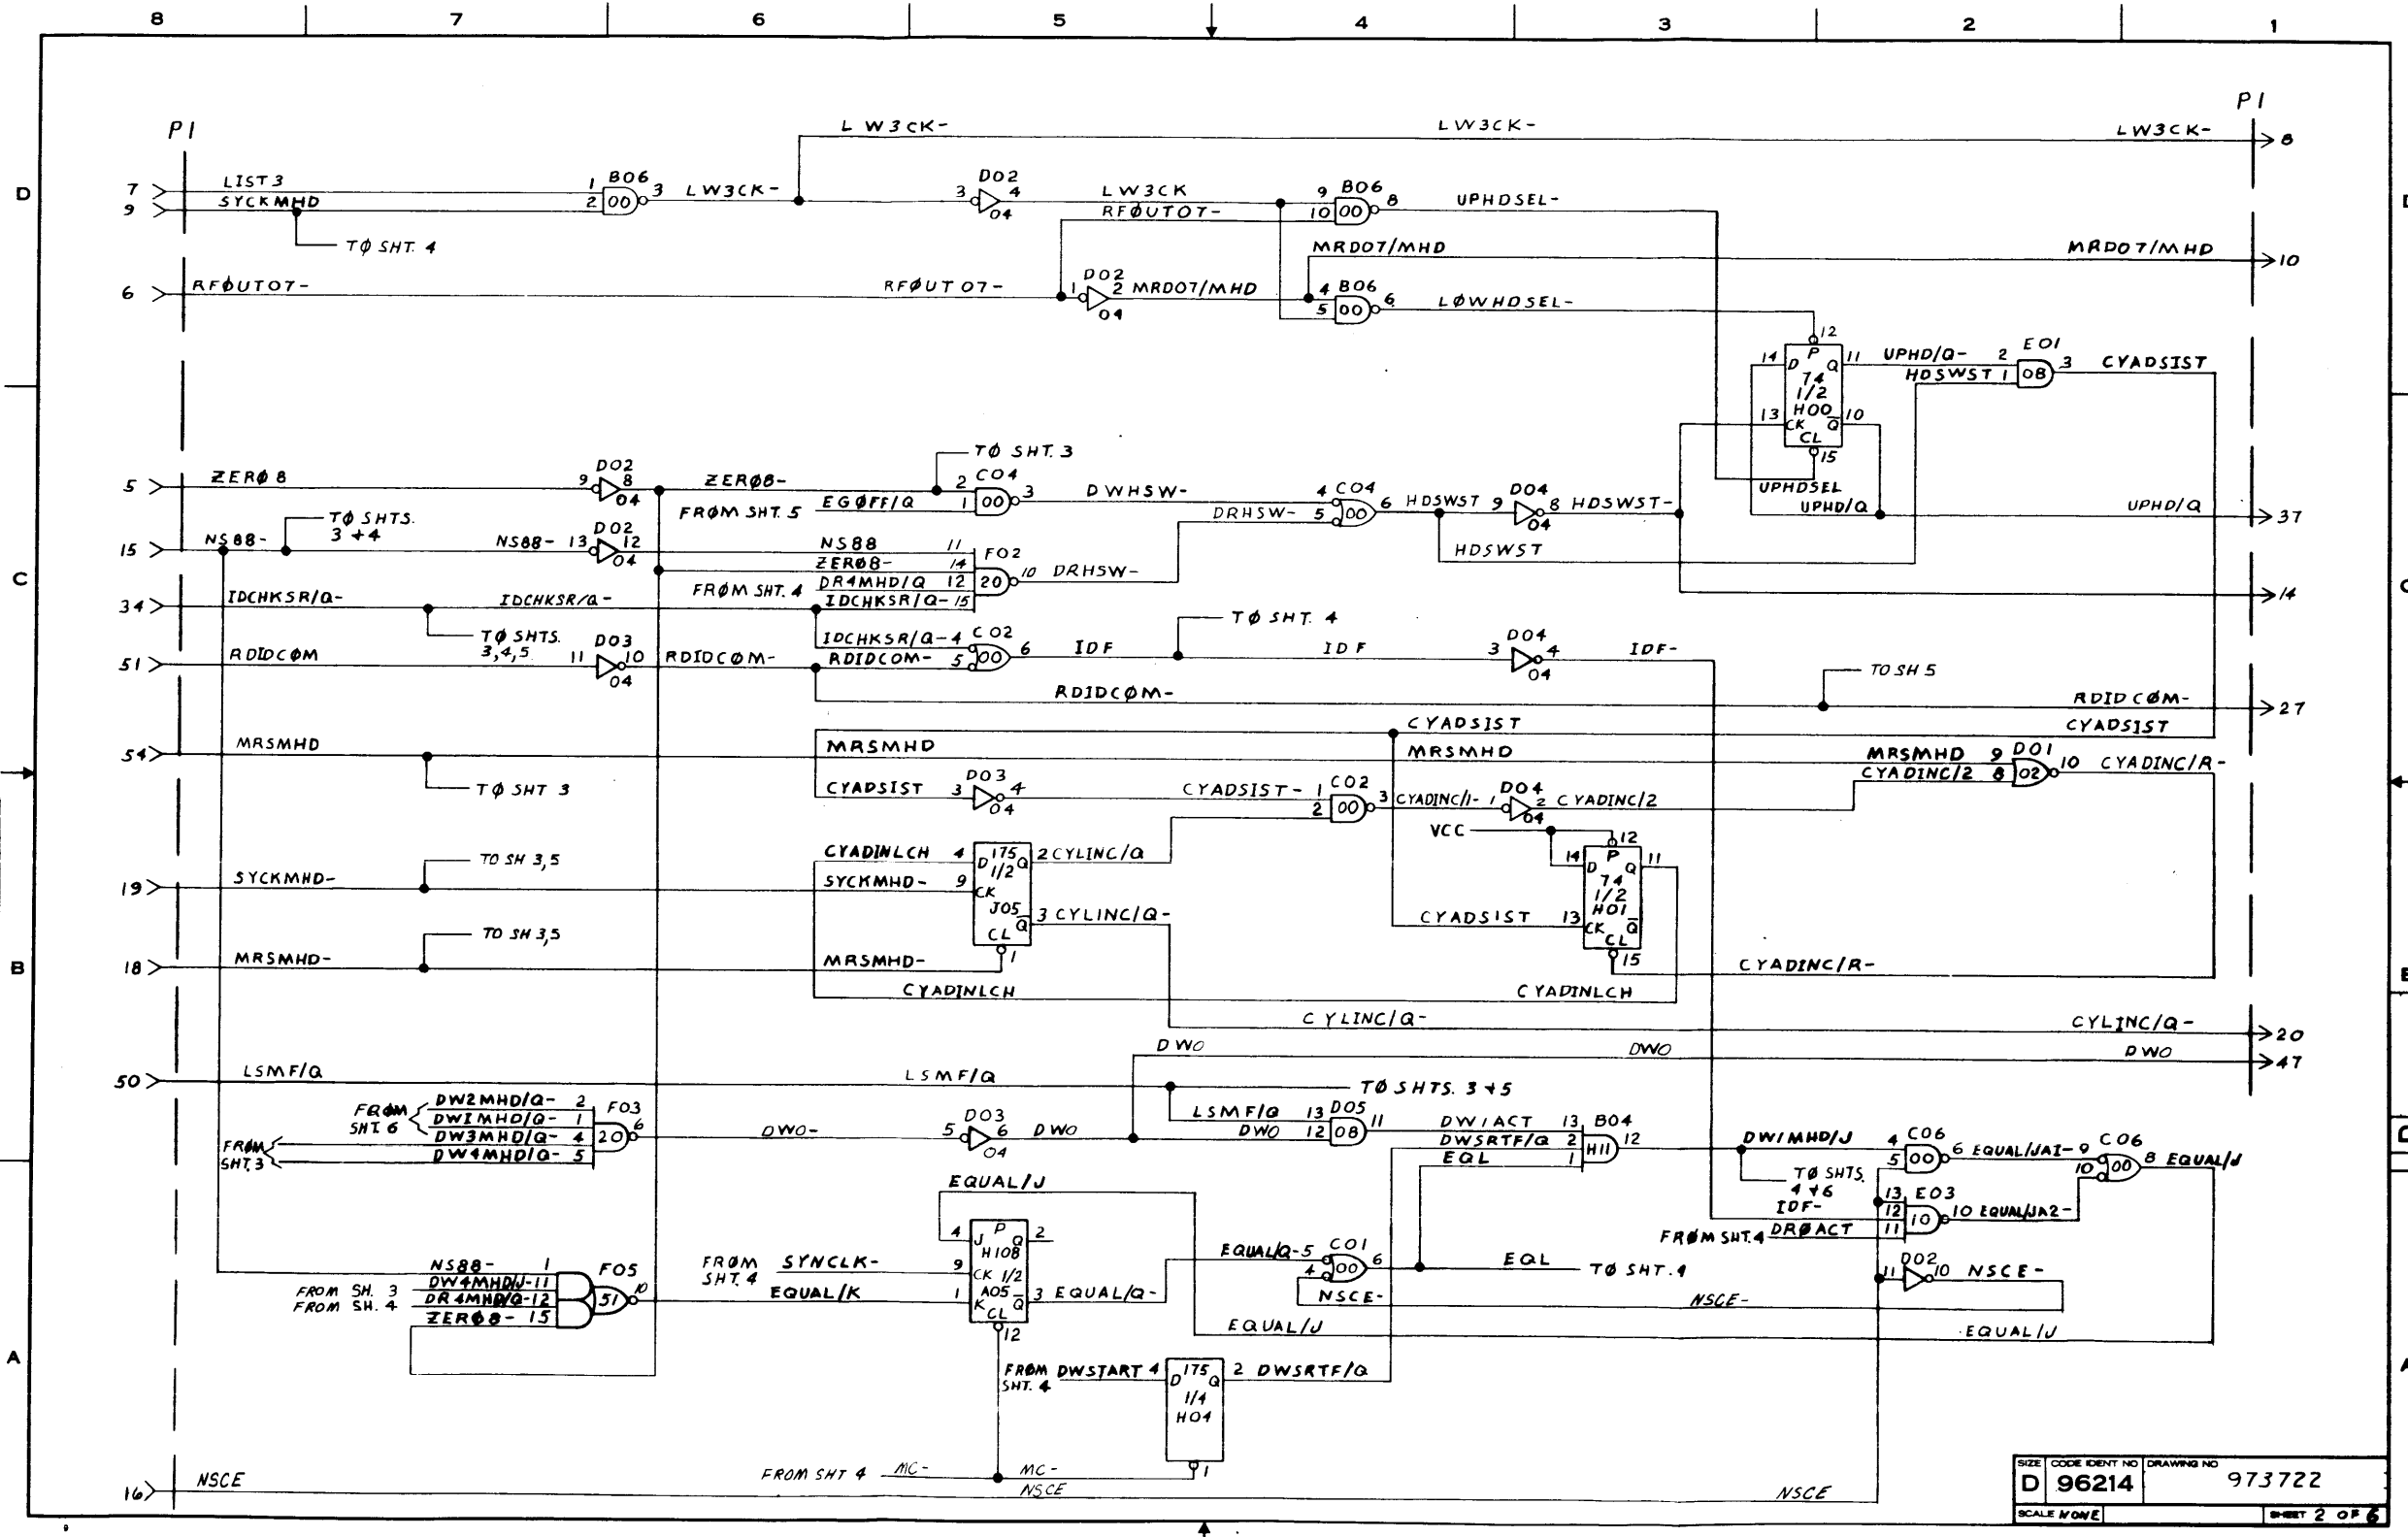 8 7 6 5 4 3 2 1
P1 P1
LW3CK- LW3CK- LW3CK- 8
D
7 LIST3 1 B06 3 LW3CK- 3 D02 4 LW3CK 9 B06 8 UPHDSEL-
9 SYCKMHD 2 00 04 RFØUT07- 10 00
TØ SHT. 4
MRD07/MHD MRD07/MHD 10
6 RFØUT07- RFØUT07- 1 D02 2 MRD07/MHD 4 B06 6 LØWHDSEL-
04 5 00
12
14 D P Q 11 UPHD/Q- 2 E01 3 CYADSIST
HDSWST 1 08
74
1/2
H00
13 CK Q 10
CL
15
UPHDSEL
UPHD/Q UPHD/Q 37
TØ SHT. 3
5 ZERØ8 9 D02 8 ZERØ8- 2 C04 3 DWHSW- 4 C04 6 HDSWST 9 D04 8 HDSWST-
04 FRØM SHT. 5 EGØFF/Q 1 00 DRHSW- 5 00 04
TØ SHTS.
3 + 4
15 NS88- NS88- 13 D02 12 NS88 11 F02
04 ZERØ8- 14
HDSWST
C
FRØM SHT. 4 DR4MHD/Q 12 20 10 DRHSW-
34 IDCHKSR/Q- IDCHKSR/Q- IDCHKSR/Q- 15
14
TØ SHTS.
3,4,5
TØ SHT. 4
IDCHKSR/Q- 4 C02 6 IDF IDF 3 D04 4 IDF-
51 RDIDCØM 11 D03 10 RDIDCØM- RDIDCOM- 5 00
04 04
TO SH 5
RDIDCØM- RDIDCØM- 27
CYADSIST CYADSIST
54 MRSMHD MRSMHD MRSMHD MRSMHD 9 D01 10 CYADINC/R-
CYADINC/2 8 02
TØ SHT 3
CYADSIST 3 D03 4 CYADSIST- 1 C02 3 CYADINC/1- 1 D04 2 CYADINC/2
04 2 00 04
VCC 12
CYADINLCH 4 D 175 Q 2 CYLINC/Q 14 D P Q 11
TO SH 3,5
1/2 74
19 SYCKMHD- SYCKMHD- 9 CK 1/2
J05 H01
Q 3 CYLINC/Q- CYADSIST 13 CK Q
TO SH 3,5
CL CL
B
18 MRSMHD- MRSMHD- 1 15 CYADINC/R-
CYADINLCH CYADINLCH
CYLINC/Q- CYLINC/Q- 20
DWO DWO DWO 47
50 LSMF/Q LSMF/Q TØ SHTS. 3 + 5
FRØM SHT. 6 DW2MHD/Q- 2 F03
DW1MHD/Q- 1
FRØM SHT. 3 DW3MHD/Q- 4 20 6 DWO- 5 D03 6 DWO
DW4MHD/Q- 5 04
LSMF/Q 13 D05 11 DW1ACT 13 B04
DWO 12 08 DWSRTF/Q 2 H11 12 DW1MHD/J 4 C06 6 EQUAL/JA1- 9 C06 8 EQUAL/J
EQL 1 5 00 10 00
TØ SHTS.
4 + 6
13 E03
IDF- 12 10 10 EQUAL/JA2-
FRØM SHT. 4 DRØACT 11
EQUAL/J
4 J P Q 2
H108
FROM SHT. 4 SYNCLK- 9 CK 1/2
A05
EQUAL/K 1 K Q 3 EQUAL/Q-
CL
12
EQUAL/Q- 5 C01 6 EQL TØ SHT. 4
4 00
NSCE- NSCE-
11 D02 10 NSCE-
NS88- 1 F05
FROM SH. 3 DW4MHD/J- 11
FROM SH. 4 DR4MHD/Q- 12 51 10
ZERØ8- 15
EQUAL/J EQUAL/J
A
FRØM SHT. 4 DWSTART 4 D 175 Q 2 DWSRTF/Q
1/4
H04
1
FROM SHT 4 MC- MC-
16 NSCE NSCE NSCE
SIZE CODE IDENT NO DRAWING NO
D 96214 973722
SCALE NONE SHEET 2 OF 6